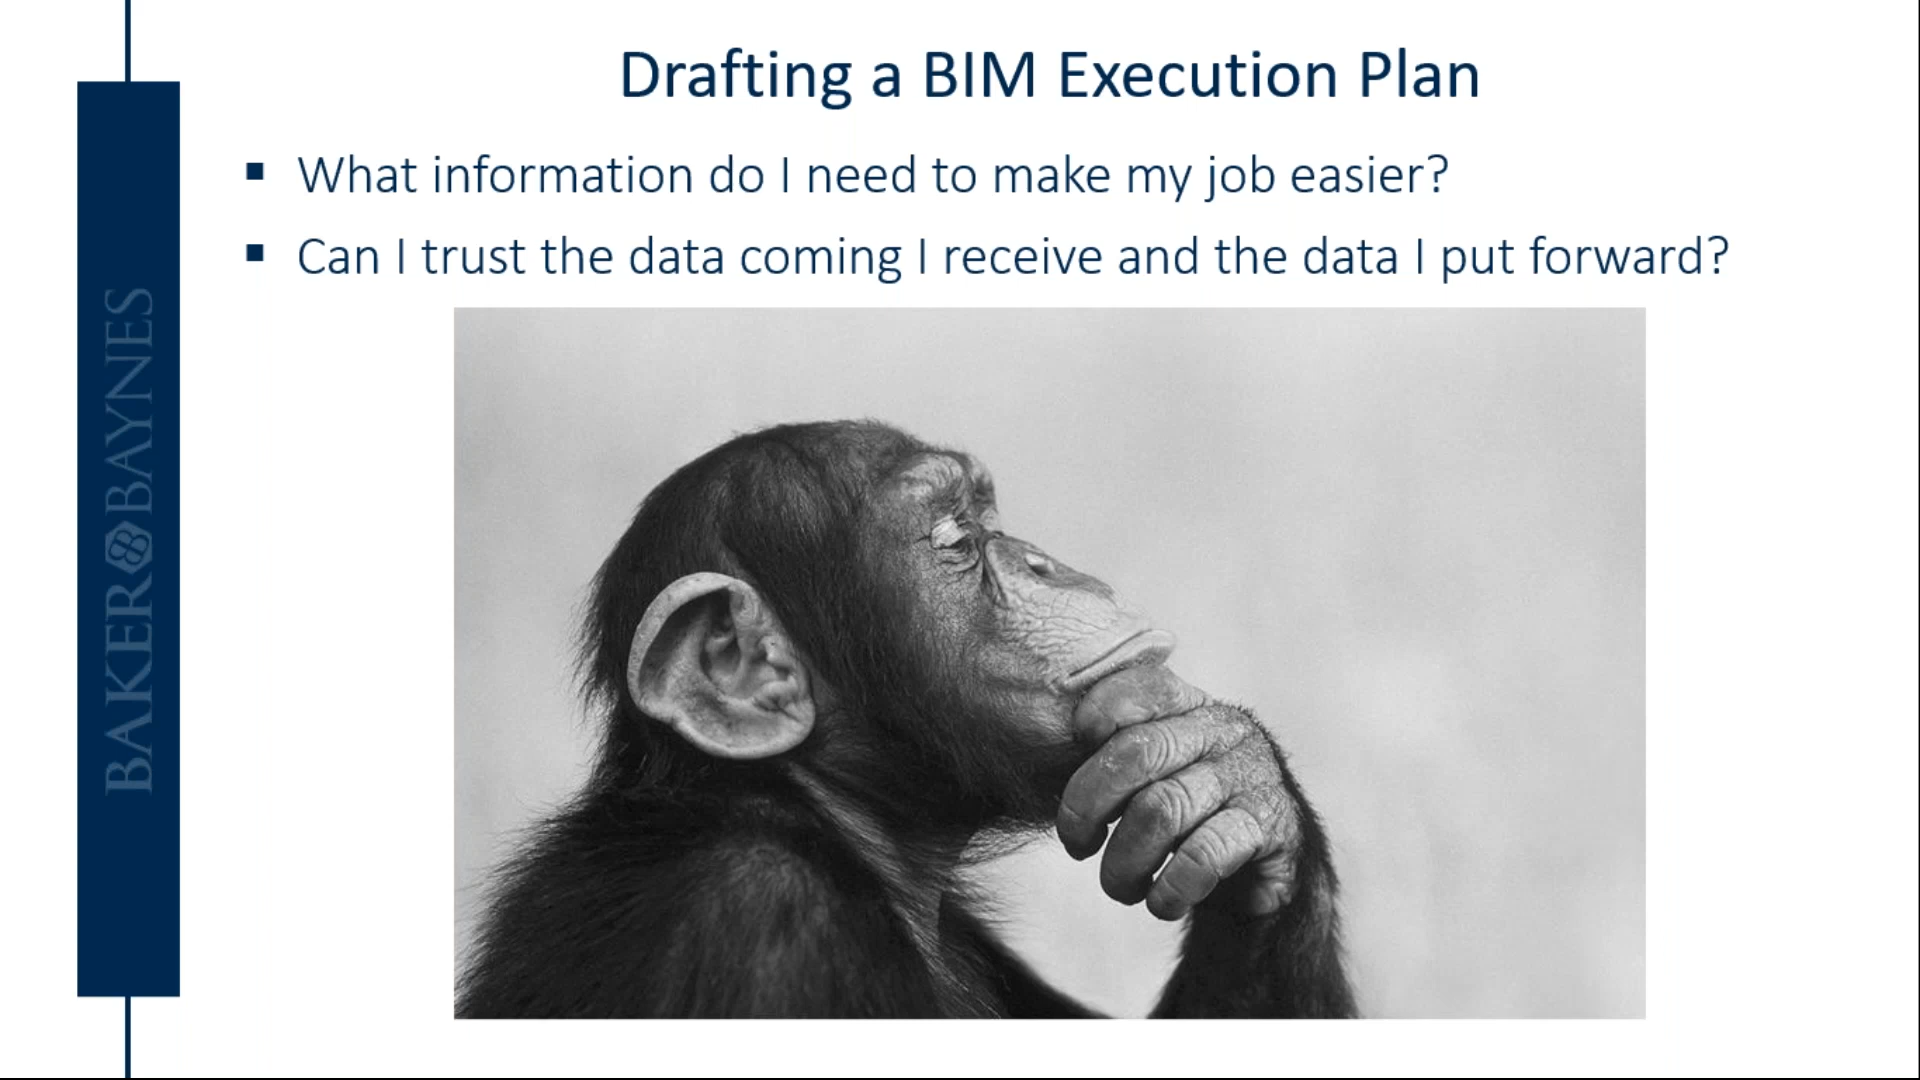 Drafting a BIM Execution Plan
What information do I need to make my job easier?
Can I trust the data coming I receive and the data I put forward?
BAKER BAYNES